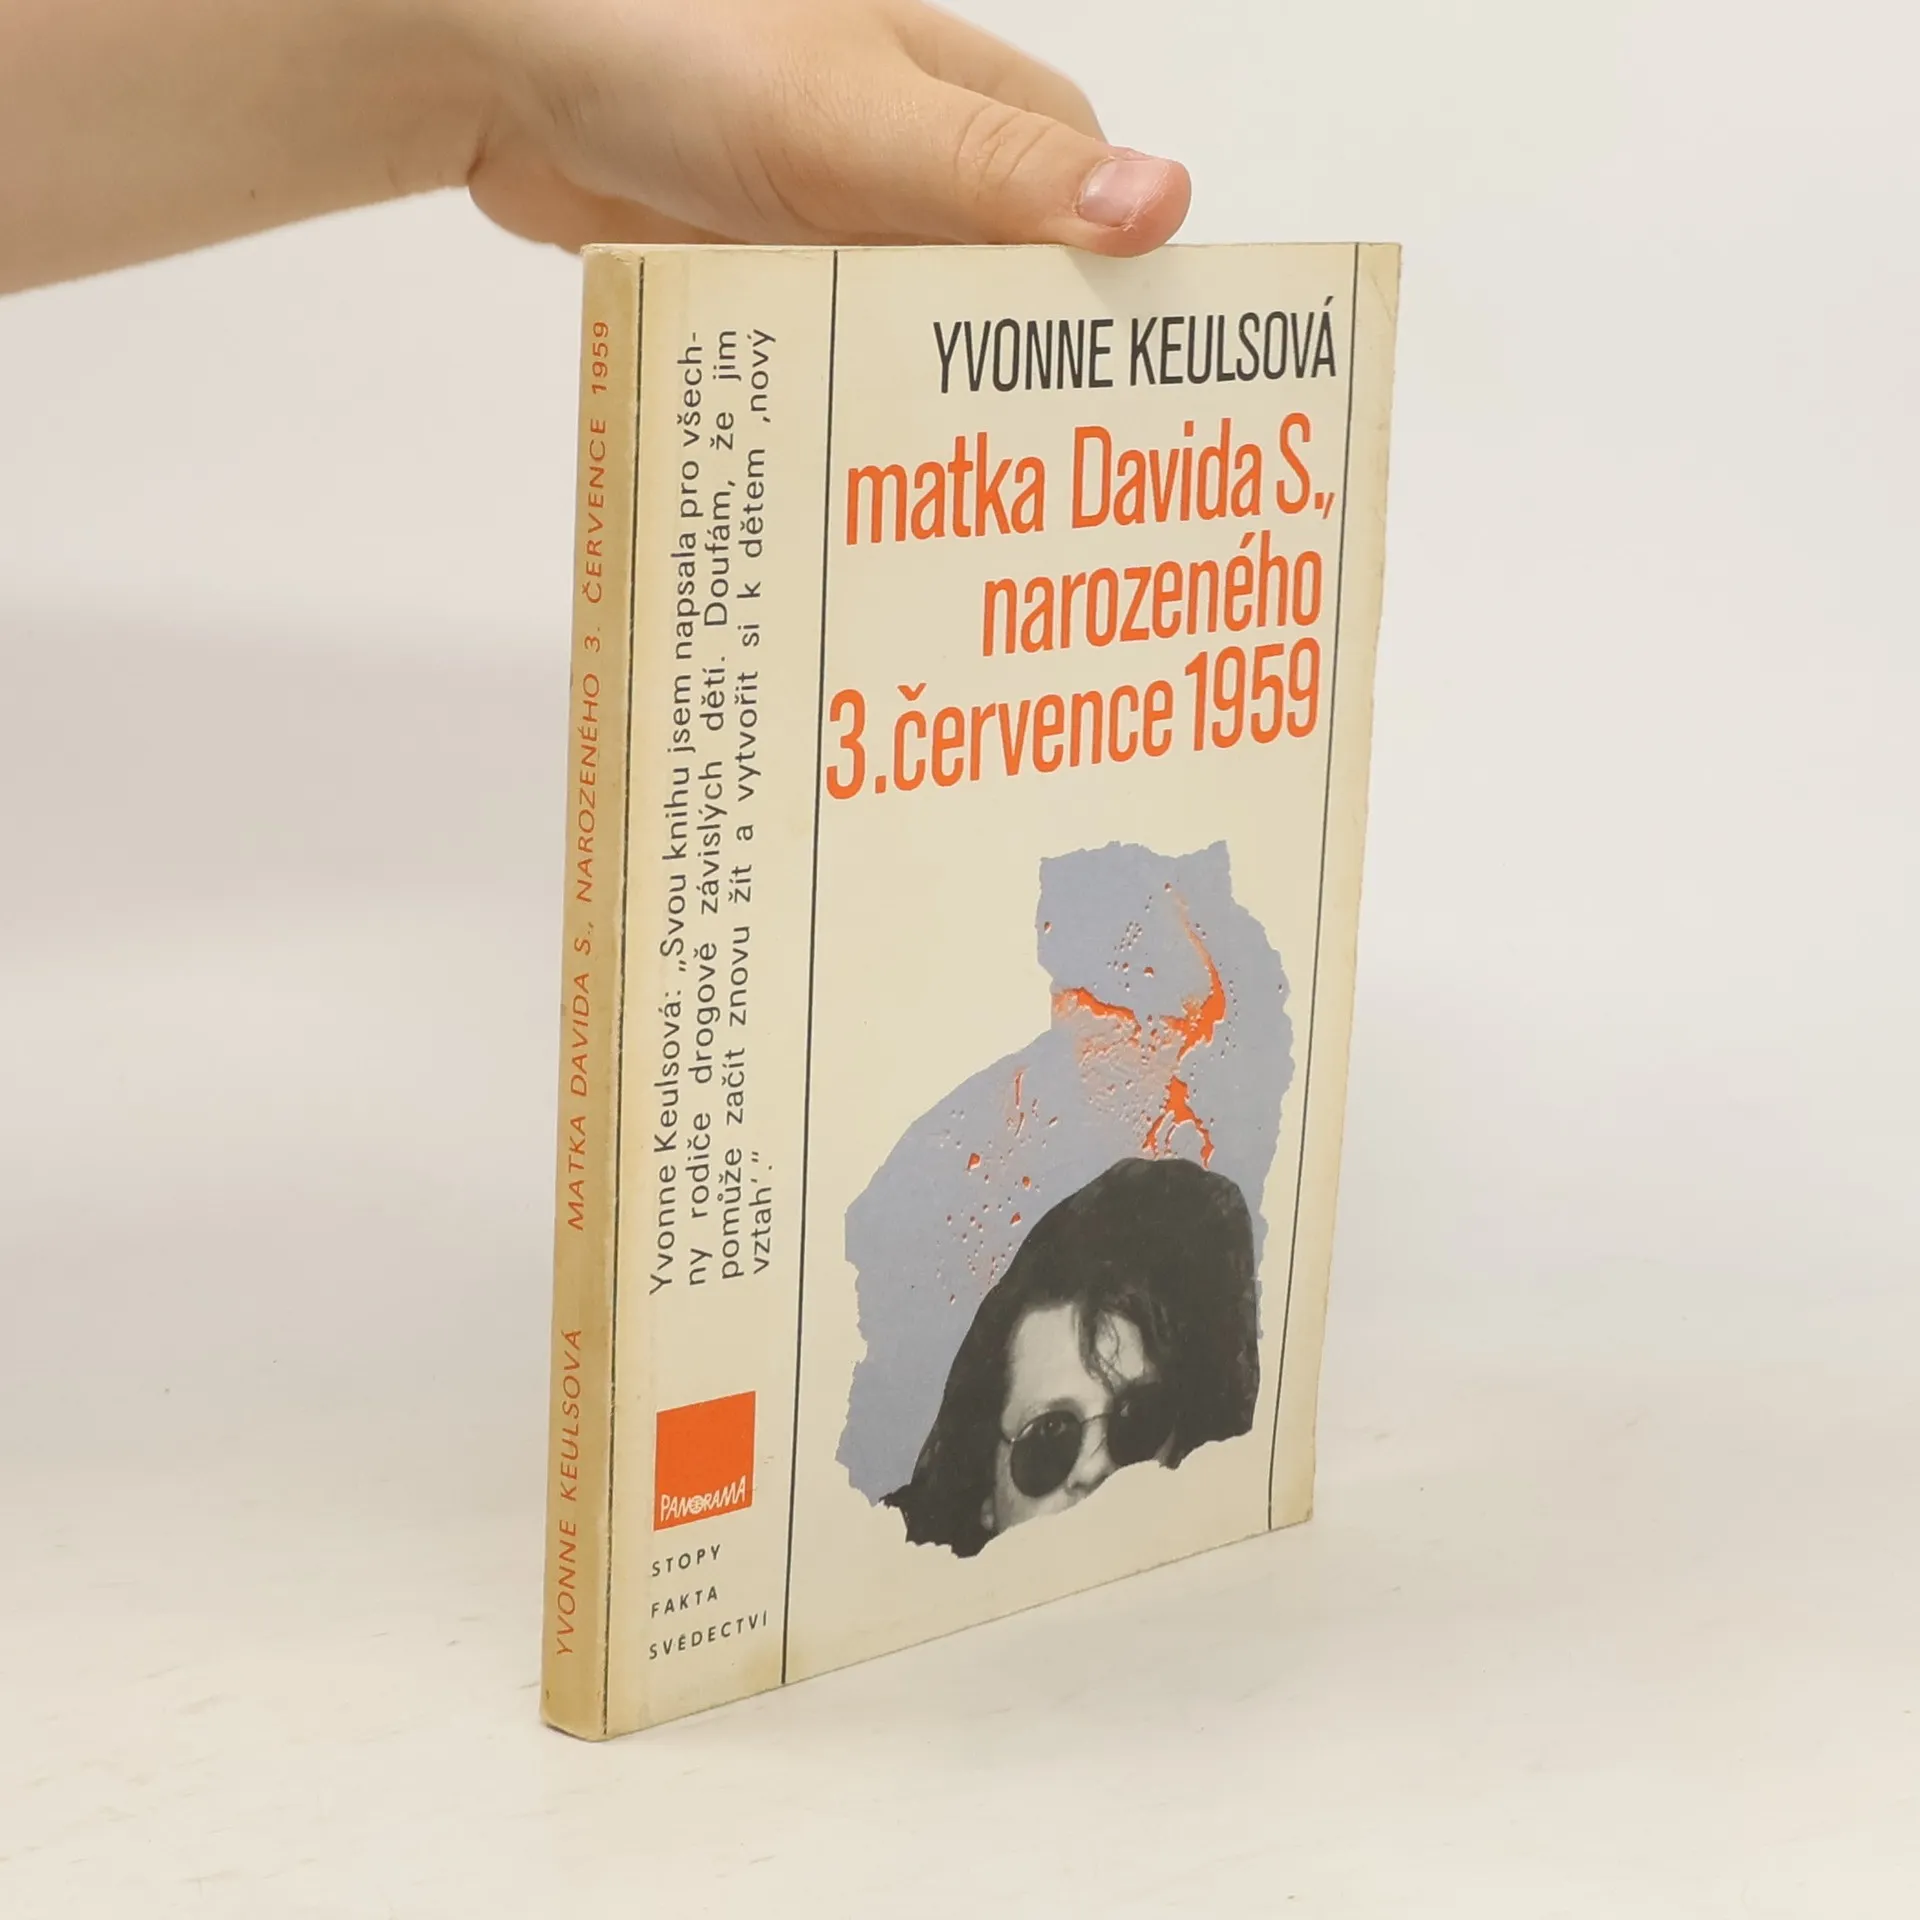 YVONNE KEULSOVÁ
matka Davida S.,
narozeného
3. července 1959
Yvonne Keulsová: „Svou knihu jsem napsala pro všech-
ny rodiče drogově závislých dětí. Doufám, že jim
pomůže začít znovu žít a vytvořit si k dětem ‚nový
vztah‘.“
PANORAMA
STOPY
FAKTA
SVĚDECTVÍ
YVONNE KEULSOVÁ MATKA DAVIDA S., NAROZENÉHO 3. ČERVENCE 1959